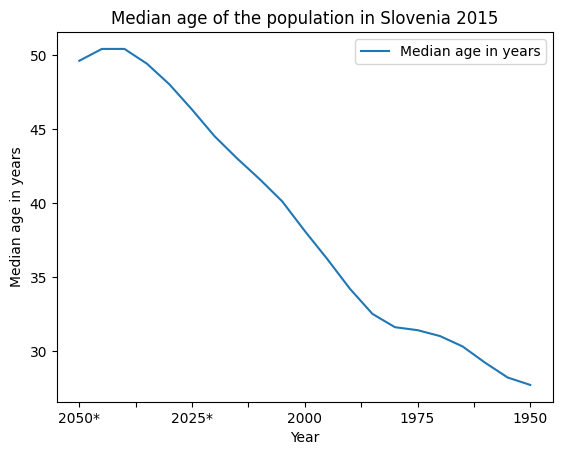 Median age of the population in Slovenia 2015
Median age in years
50
45
40
35
30
Median age in years
2050*
2025*
2000
1975
1950
Year